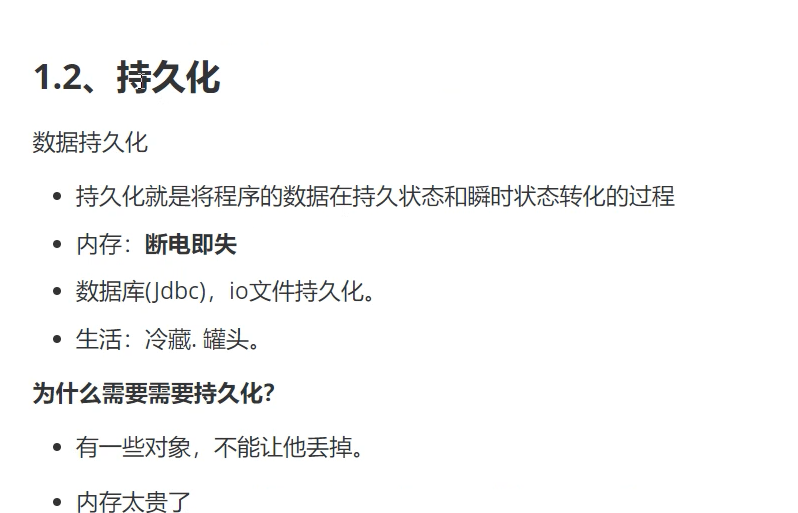 1.2、持久化
数据持久化
持久化就是将程序的数据在持久状态和瞬时状态转化的过程
内存：断电即失
数据库(Jdbc)，io文件持久化。
生活：冷藏. 罐头。
为什么需要需要持久化？
有一些对象，不能让他丢掉。
内存太贵了